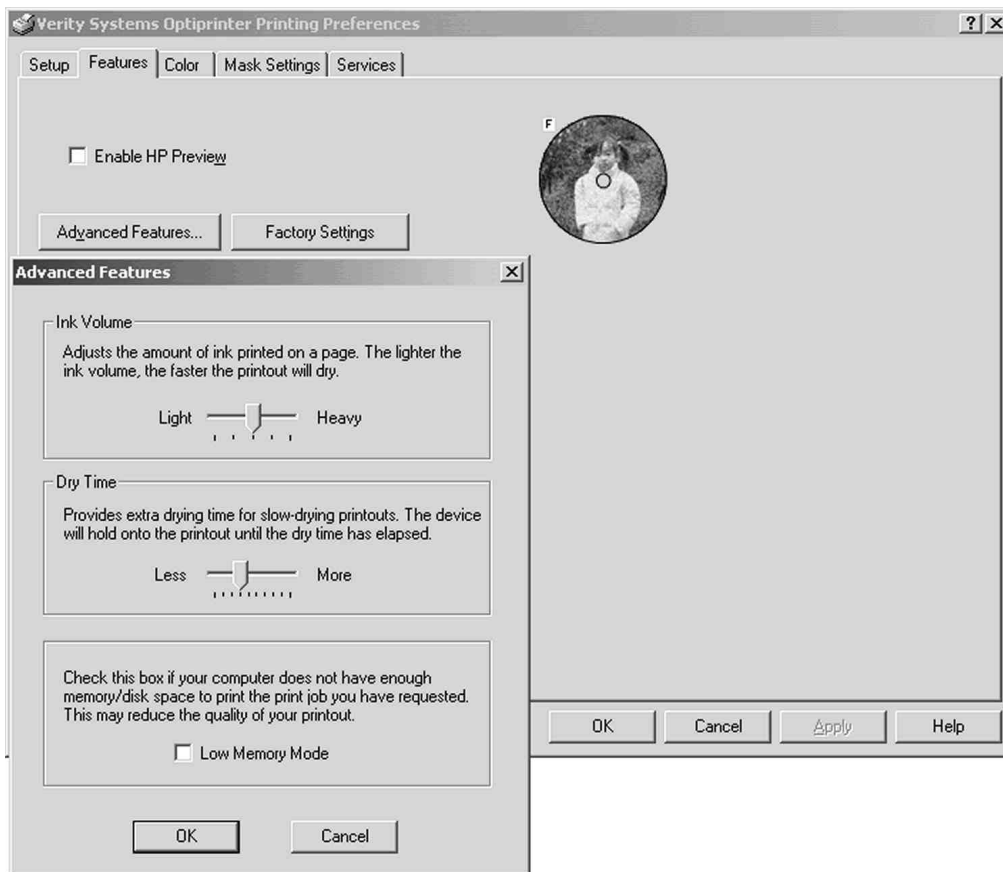 Verity Systems Optiprinter Printing Preferences
Setup Features Color Mask Settings Services
F
Enable HP Preview
Advanced Features... Factory Settings
Advanced Features
Ink Volume
Adjusts the amount of ink printed on a page. The lighter the
ink volume, the faster the printout will dry.
Light Heavy
Dry Time
Provides extra drying time for slow-drying printouts. The device
will hold onto the printout until the dry time has elapsed.
Less More
Check this box if your computer does not have enough
memory/disk space to print the print job you have requested.
This may reduce the quality of your printout.
Low Memory Mode
OK Cancel
OK Cancel Apply Help